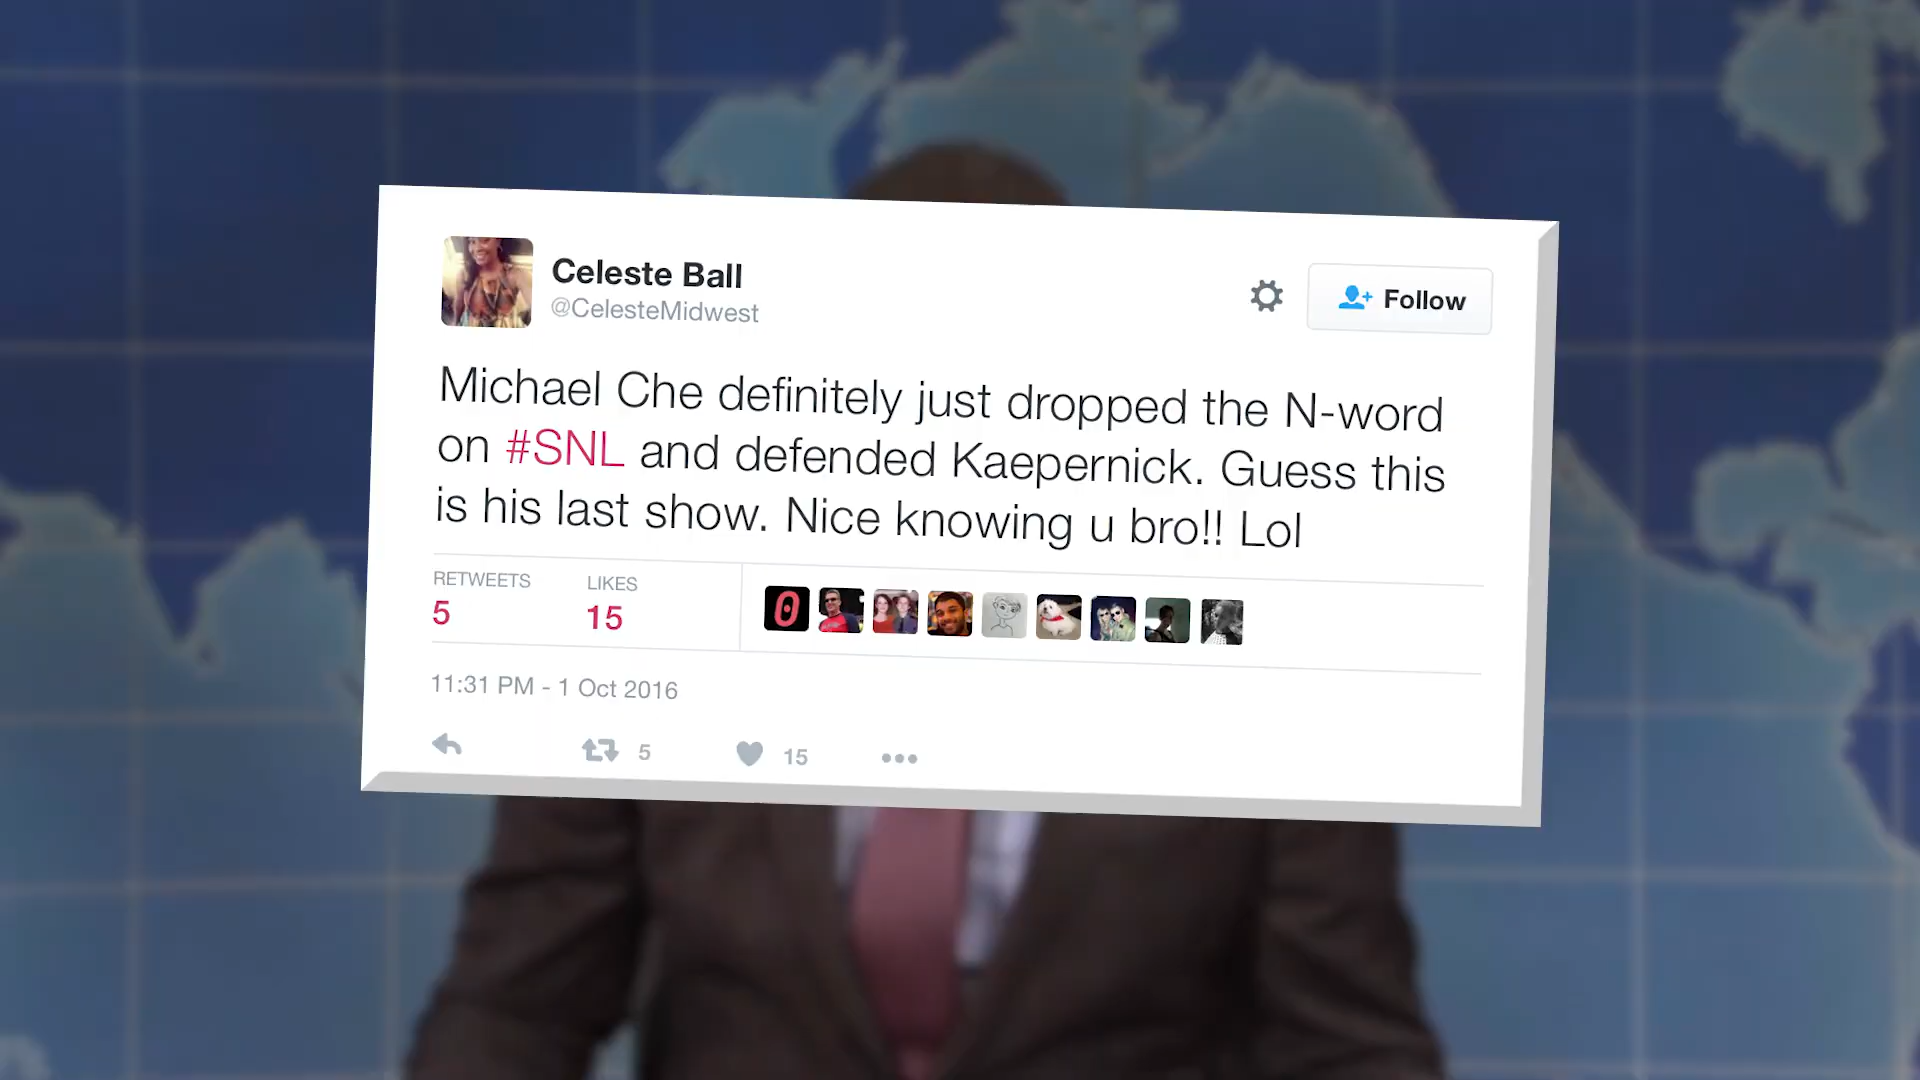 Celeste Ball
@CelesteMidwest
Follow
Michael Che definitely just dropped the N-word
on #SNL and defended Kaepernick. Guess this
is his last show. Nice knowing u bro!! Lol
RETWEETS LIKES
5 15
11:31 PM - 1 Oct 2016
5 15